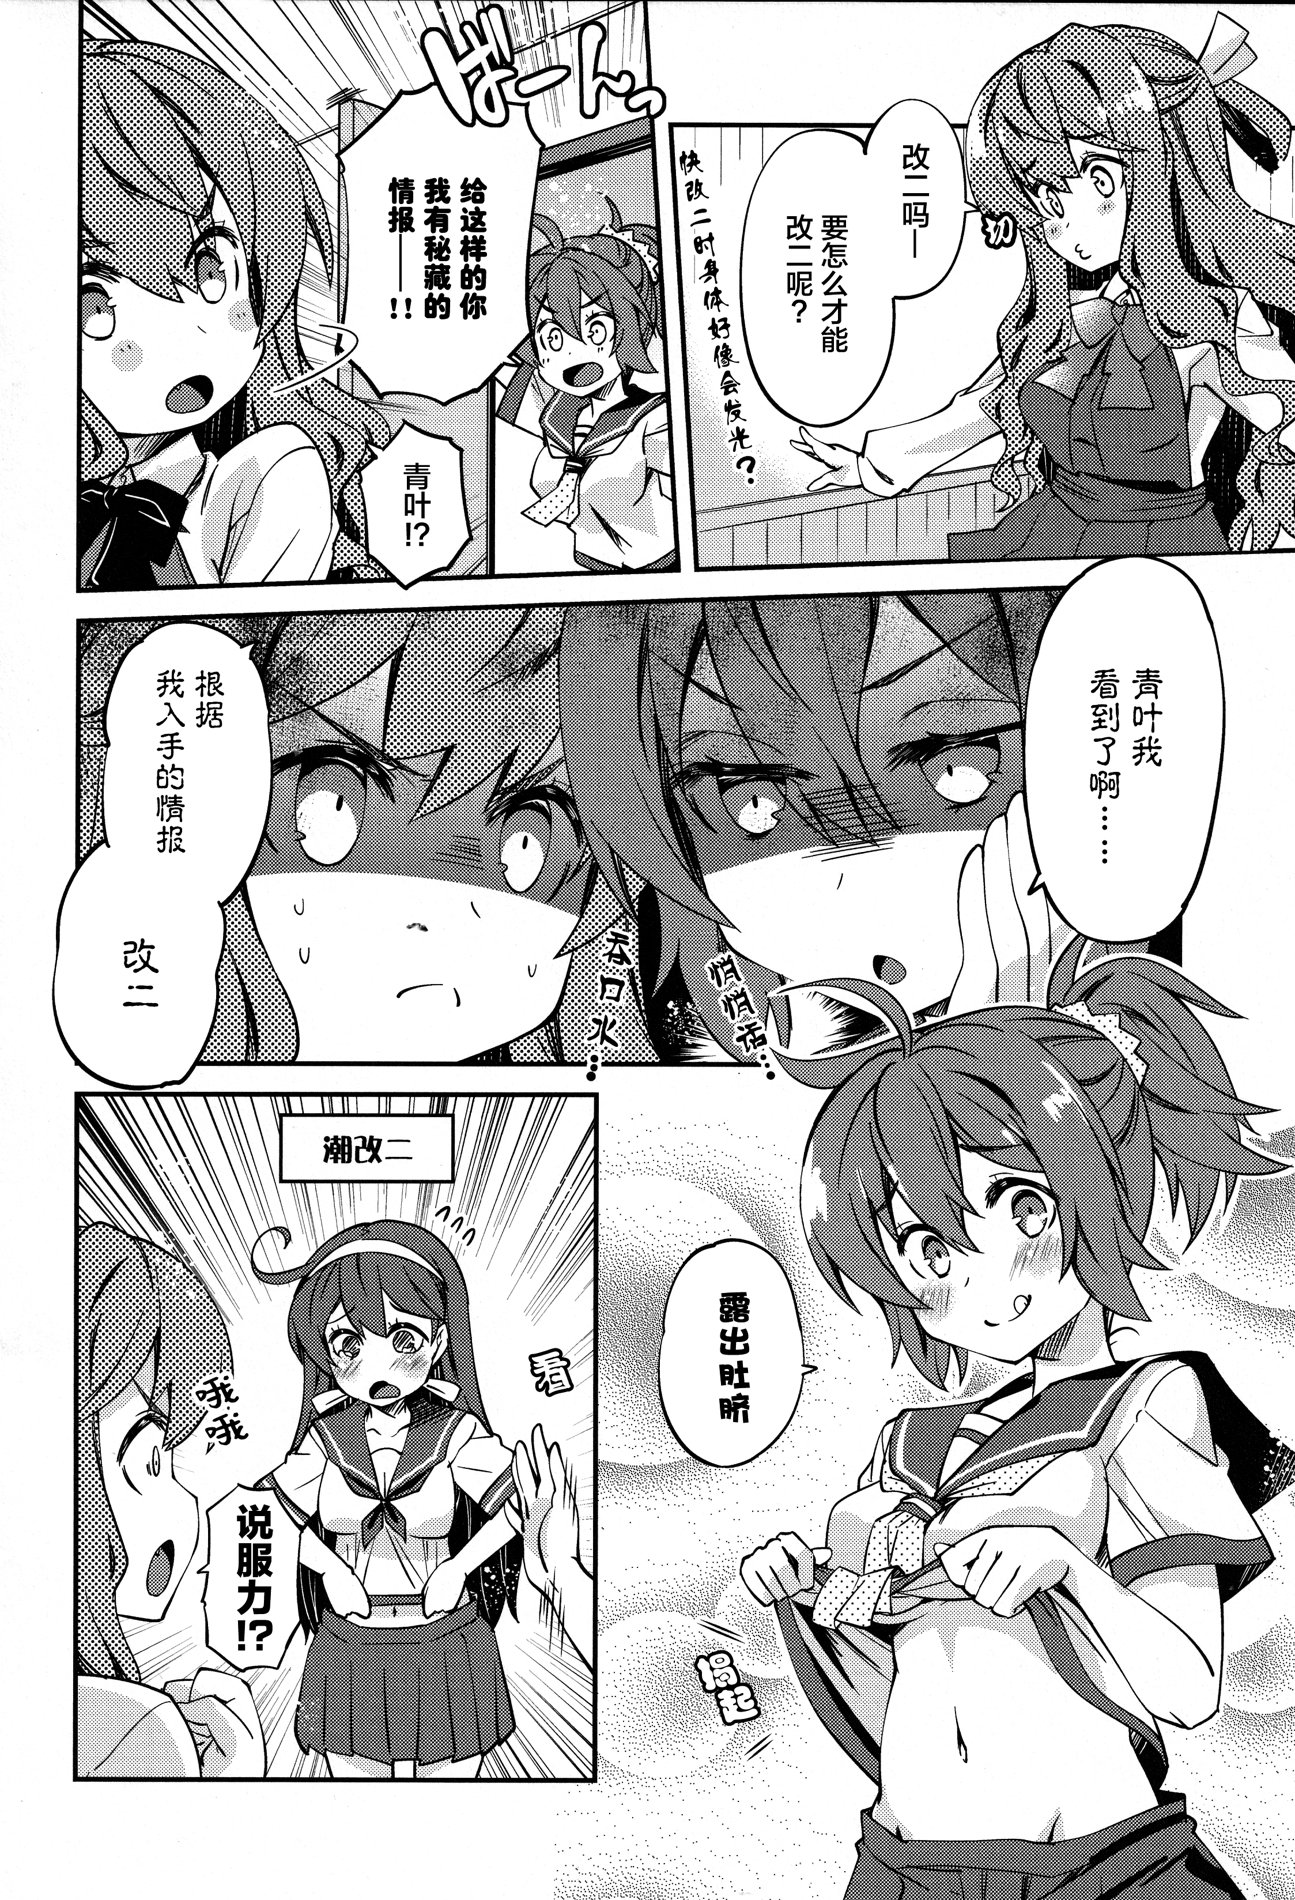 改二吗—
要怎么才能
改二呢？
快改二时身体好像会发光？
ばーんっ
给这样的你
我有秘藏的
情报——!!
青叶!?
青叶我
看到了啊……
悄悄话…
吞口水…
根据
我入手的情报
改二
露出肚脐
掀起
潮改二
看
哦哦
说服力!?